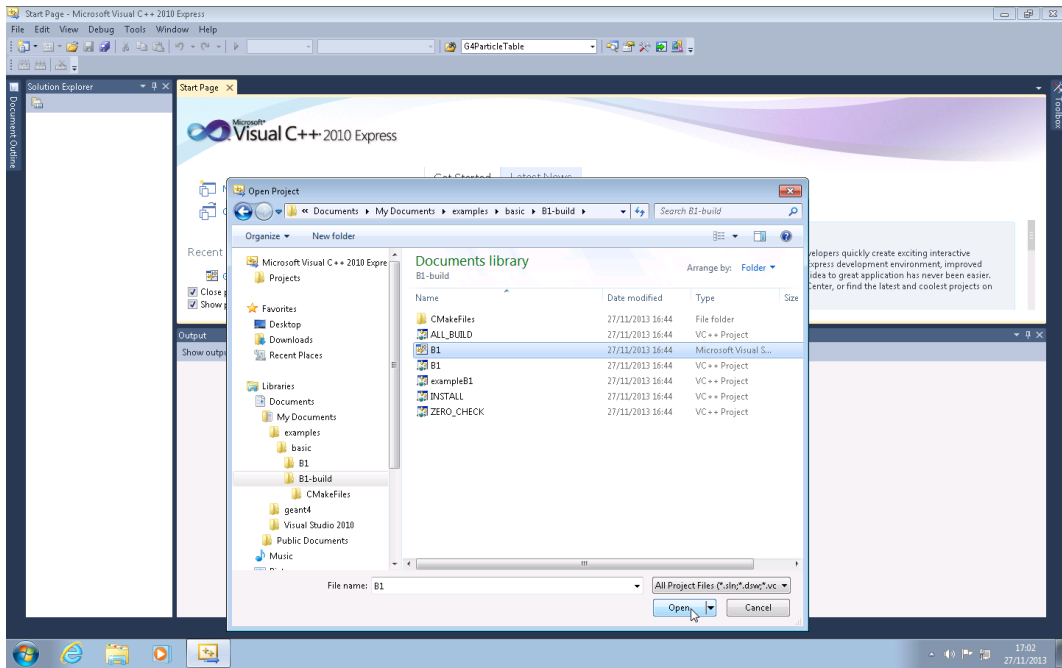 Start Page - Microsoft Visual C++ 2010 Express
File Edit View Debug Tools Window Help
G4ParticleTable
Document Outline
Solution Explorer
Start Page
Toolbox
Microsoft®
Visual C++ 2010 Express
Get Started Latest News
Open Project
« Documents ▸ My Documents ▸ examples ▸ basic ▸ B1-build ▸
Search B1-build
Organize New folder
Recent
Close
Show
Microsoft Visual C++ 2010 Expre
Projects
Favorites
Desktop
Downloads
Recent Places
Libraries
Documents
My Documents
examples
basic
B1
B1-build
CMakeFiles
geant4
Visual Studio 2010
Public Documents
Music
Documents library
B1-build
Arrange by: Folder
Name Date modified Type Size
CMakeFiles 27/11/2013 16:44 File folder
ALL_BUILD 27/11/2013 16:44 VC++ Project
B1 27/11/2013 16:44 Microsoft Visual S...
B1 27/11/2013 16:44 VC++ Project
exampleB1 27/11/2013 16:44 VC++ Project
INSTALL 27/11/2013 16:44 VC++ Project
ZERO_CHECK 27/11/2013 16:44 VC++ Project
velopers quickly create exciting interactive
xpress development environment, improved
idea to great application has never been easier.
Center, or find the latest and coolest projects on
Output
Show outpu
File name: B1
All Project Files (*.sln;*.dsw;*.vc
Open Cancel
17:02
27/11/2013